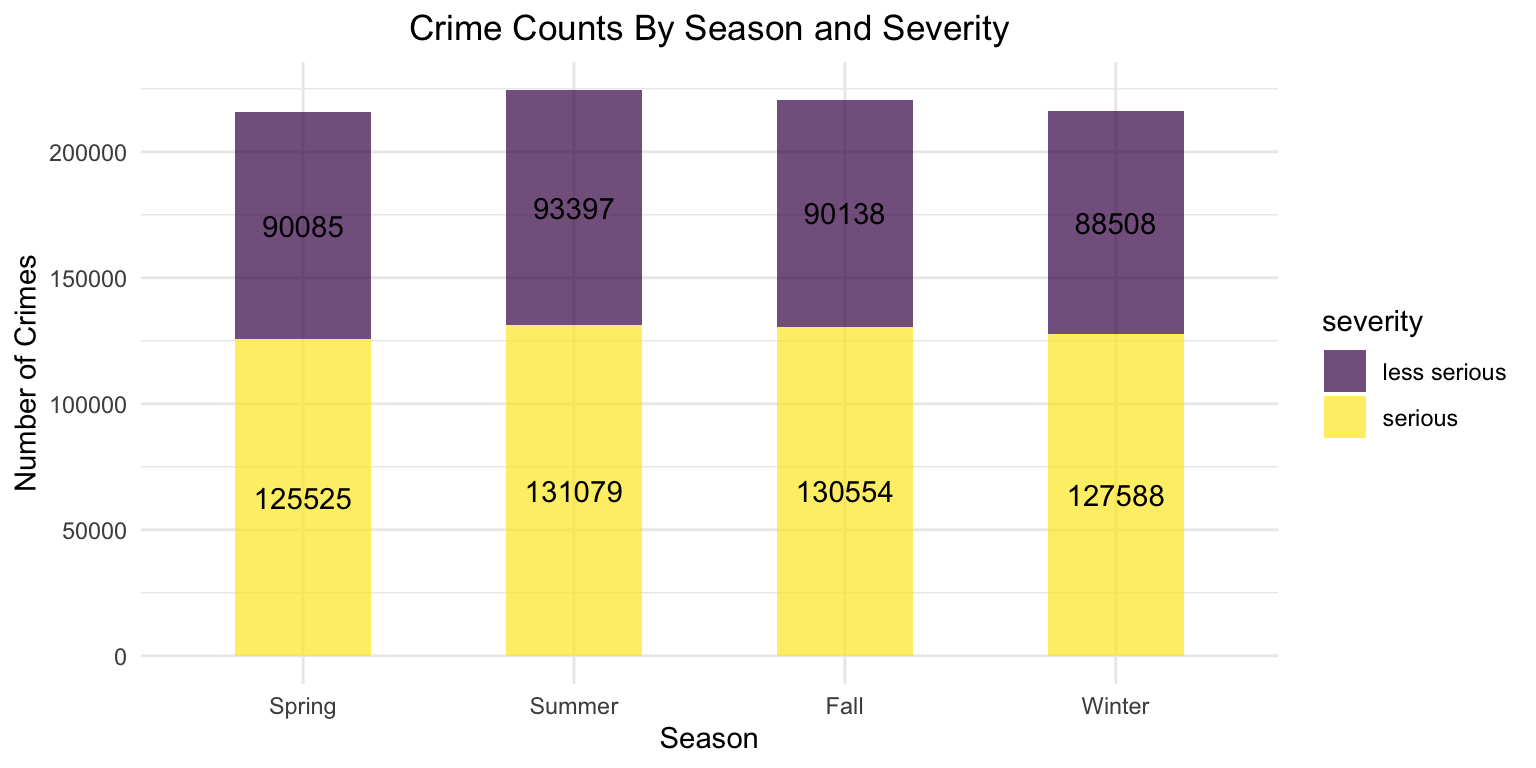 Crime Counts By Season and Severity
Number of Crimes
200000
150000
100000
50000
0
90085
93397
90138
88508
125525
131079
130554
127588
Spring
Summer
Fall
Winter
Season
severity
less serious
serious